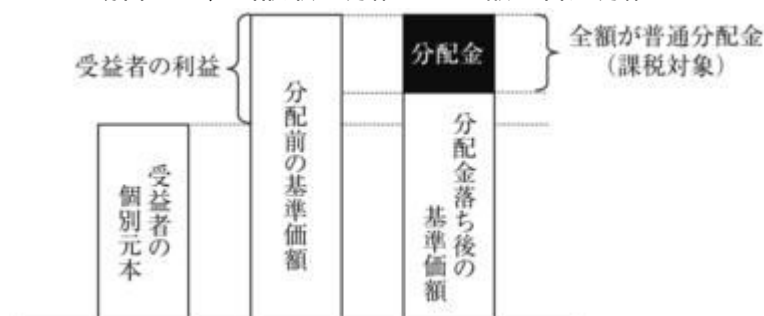 全額が普通分配金
（課税対象）
分配金
受益者の利益
分配前の基準価額
分配金落ち後の
基準価額
受益者の
個別元本